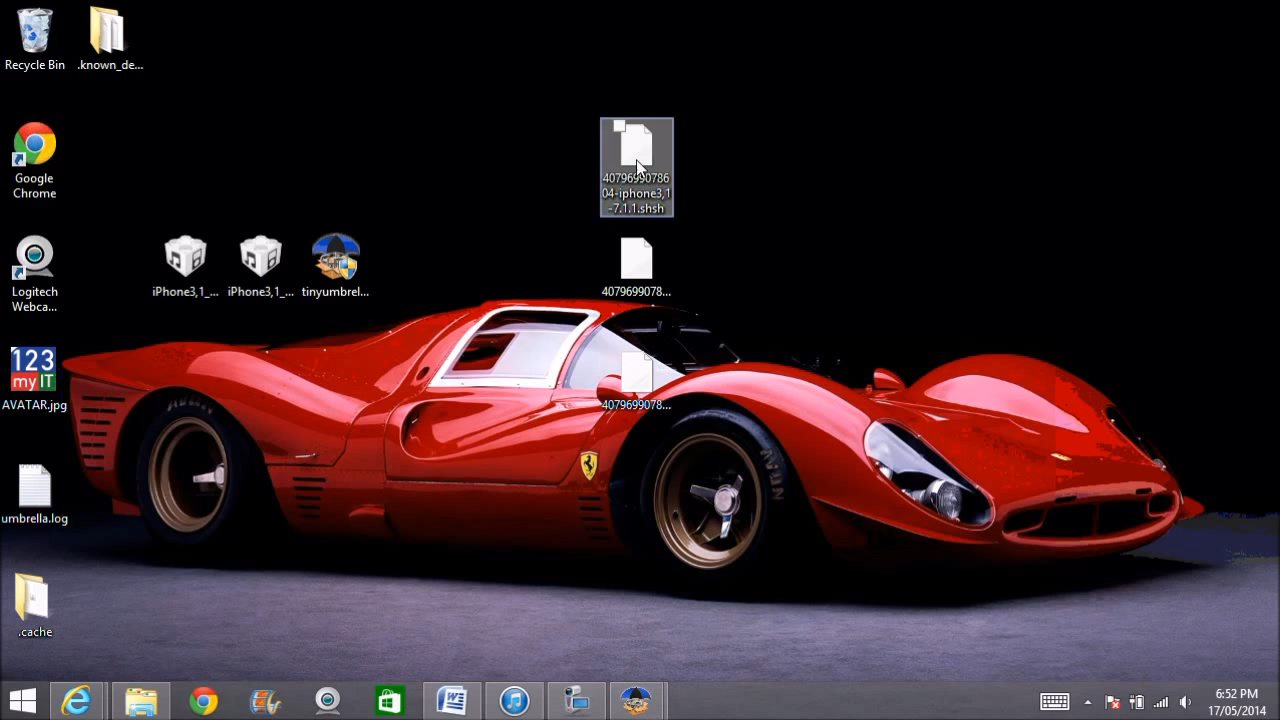 Recycle Bin
.known_de...
Google
Chrome
40796990786
04-iphone3,1
-7.1.1.shsh
Logitech
Webca...
iPhone3,1_...
iPhone3,1_...
tinyumbrel...
4079699078...
123
my IT
AVATAR.jpg
4079699078...
umbrella.log
.cache
6:52 PM
17/05/2014